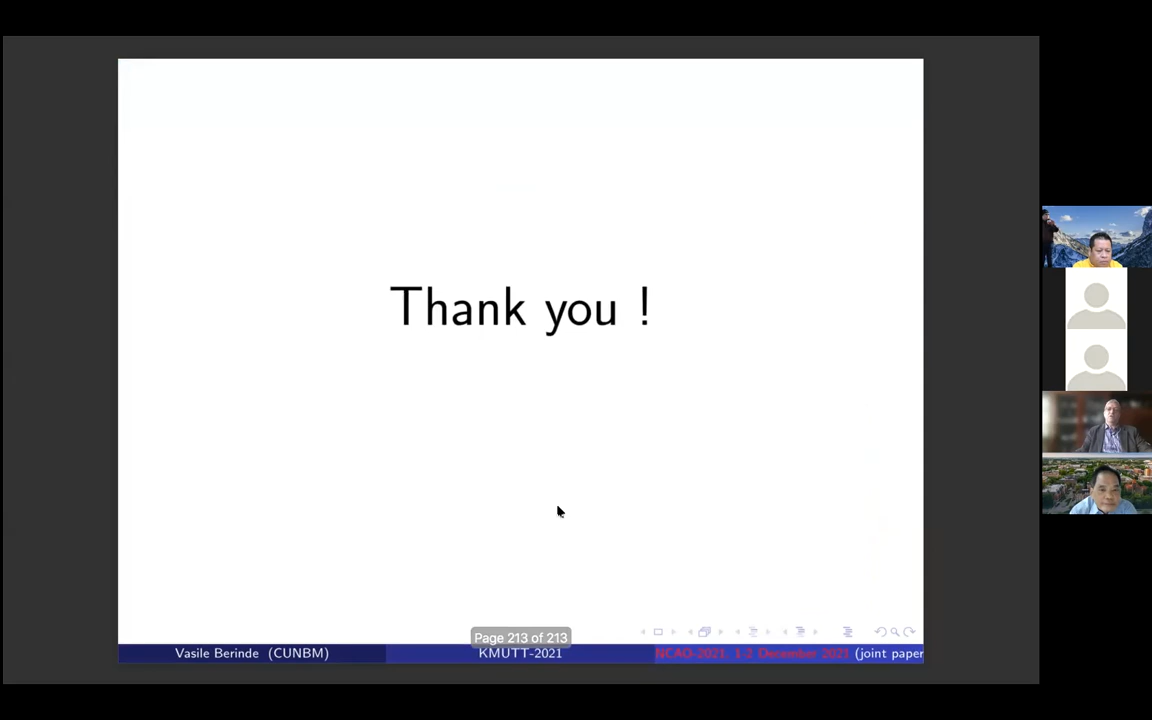 Thank you !
Page 213 of 213
Vasile Berinde (CUNBM)
KMUTT-2021
NCAO-2021, 1-2 December 2021 (joint paper